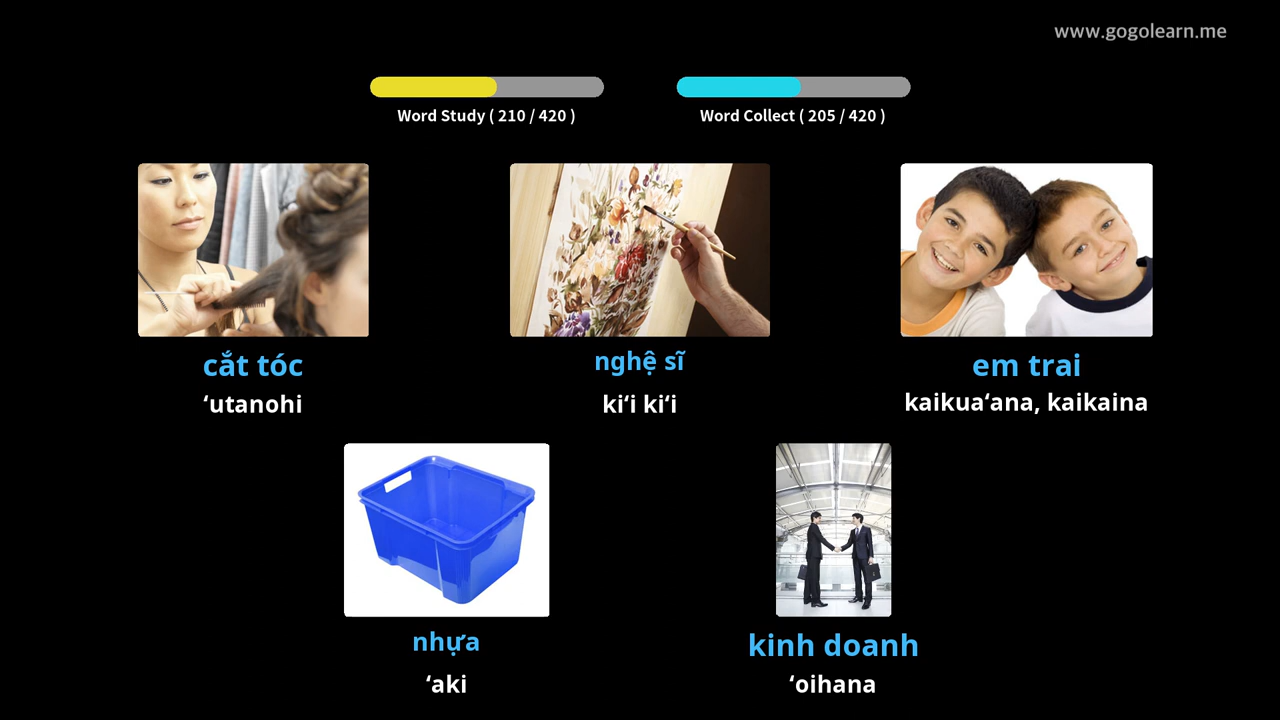 www.gogolearn.me
Word Study ( 210 / 420 )
Word Collect ( 205 / 420 )
cắt tóc
nghệ sĩ
em trai
ʻutanohi
kiʻi kiʻi
kaikuaʻana, kaikaina
nhựa
kinh doanh
ʻaki
ʻoihana